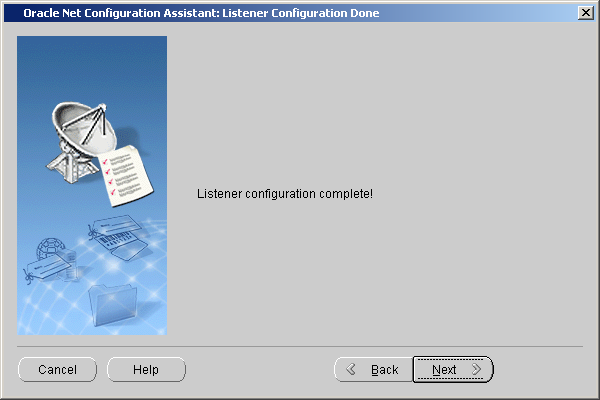 Oracle Net Configuration Assistant: Listener Configuration Done
Listener configuration complete!
Cancel
Help
Back
Next